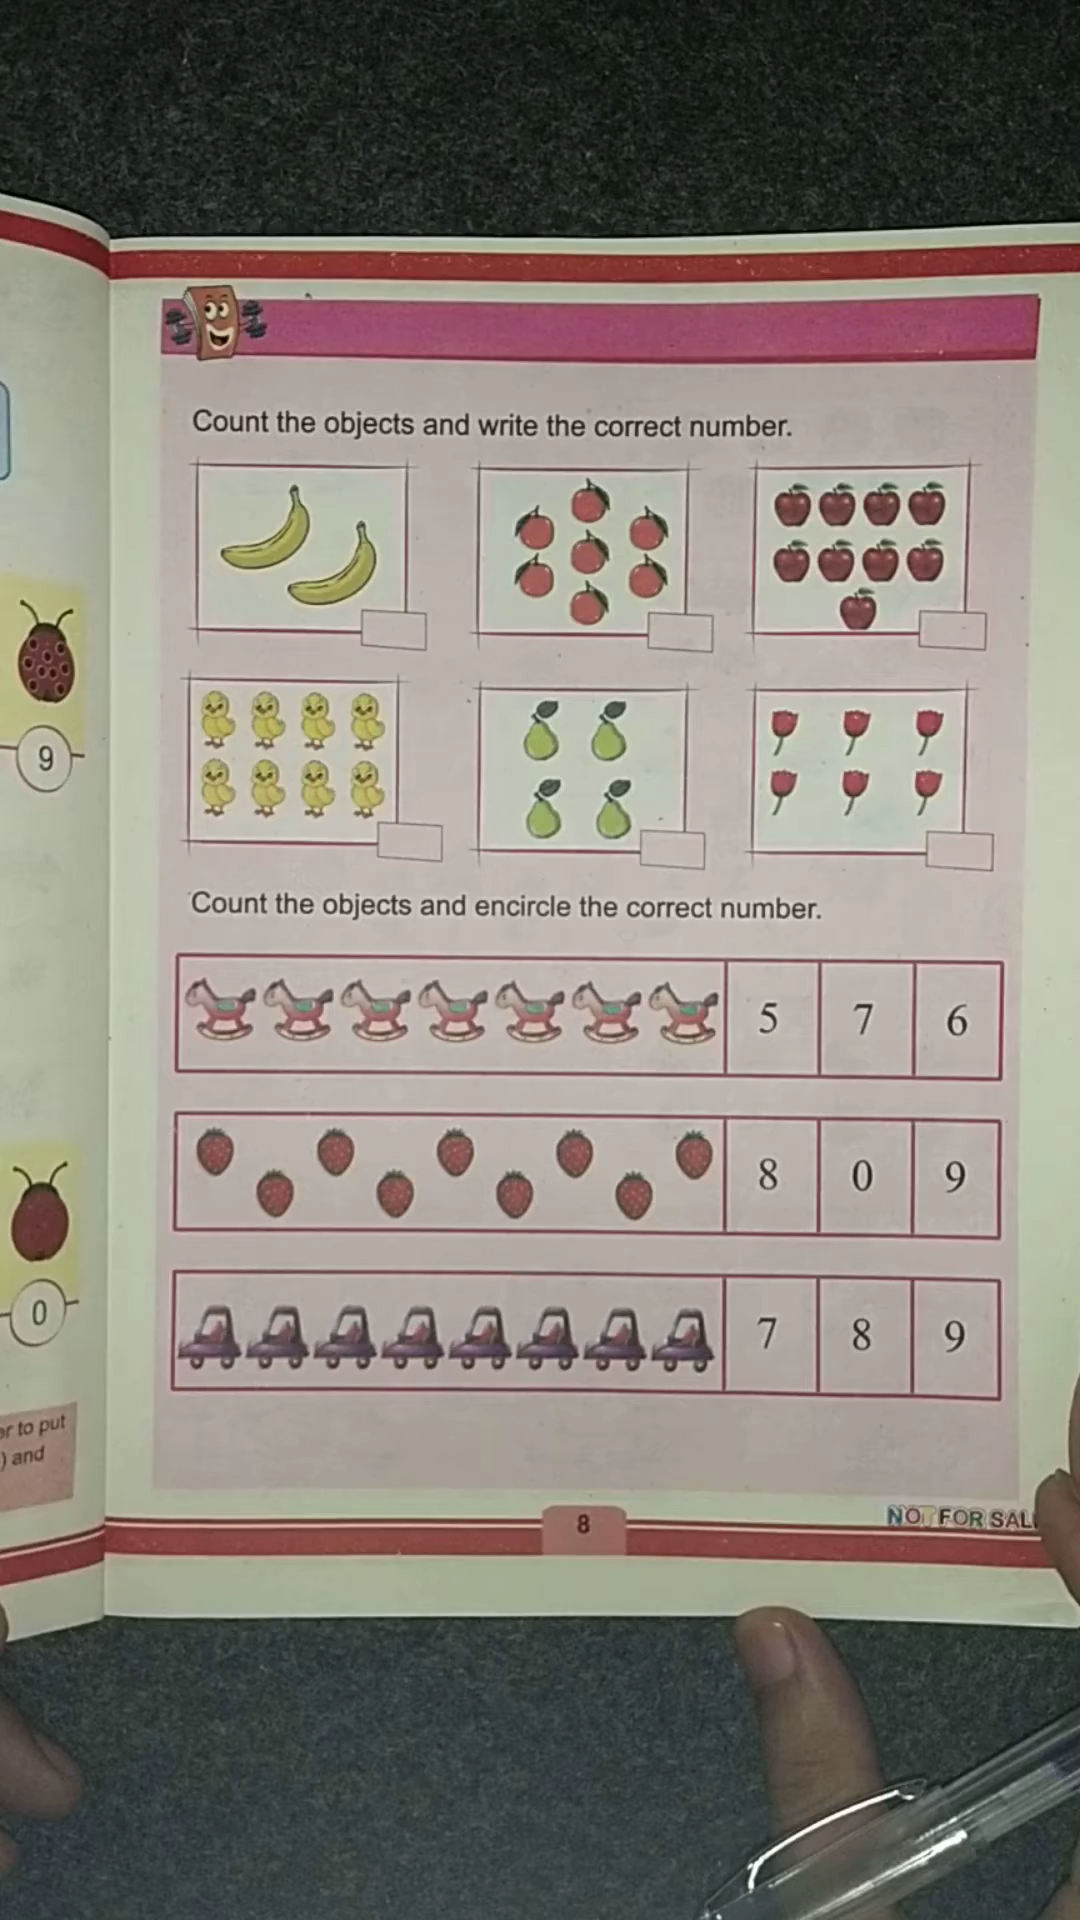 Count the objects and write the correct number.
9
Count the objects and encircle the correct number.
5 7 6
8 0 9
0
7 8 9
er to put
) and
8
NOT FOR SAL